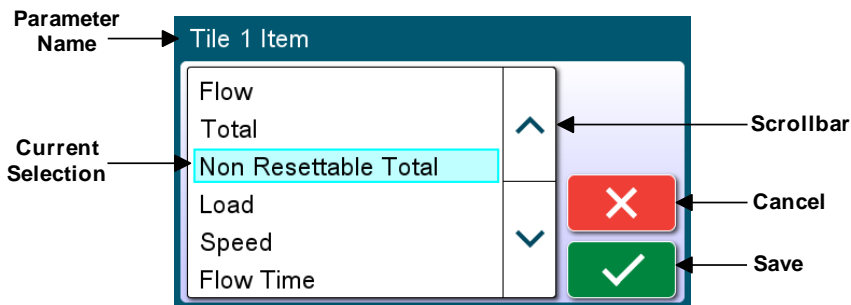 Parameter
Name
Tile 1 Item
Flow
Total
Scrollbar
Current
Selection
Non Resettable Total
Load
Cancel
Speed
Save
Flow Time